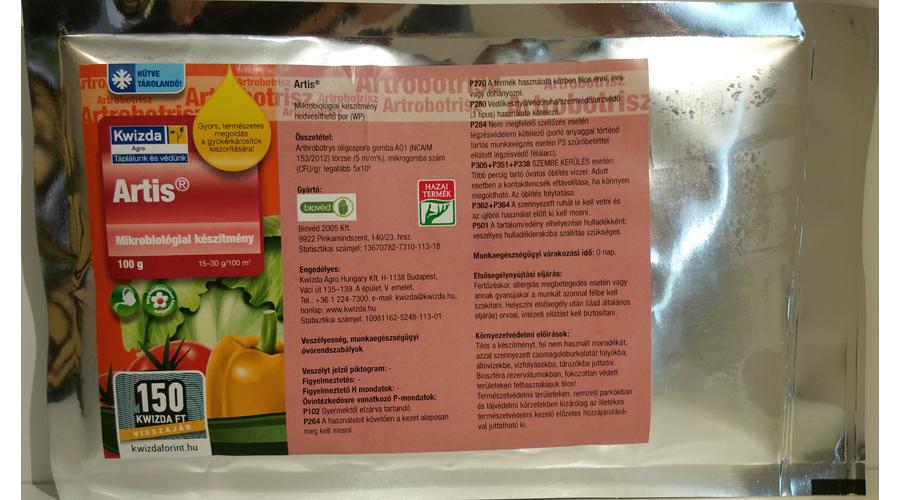 HŰTVE
TÁROLANDÓ!
Artrobotrisz
Gyors, természetes
megoldás
a gyökérkárosítók
kiszorítására!
Kwizda
Agro
Táplálunk és védünk
Artis®
Mikrobiológiai készítmény
100 g 15–30 g/100 m²
150
KWIZDA FT
VISSZAJÁR
kwizdaforint.hu
Artis®
Mikrobiológiai készítmény
nedvesíthető por (WP)
Összetétel:
Arthrobotrys oligospora gomba A01 (NCAIM
153/2012) törzse (5 m/m%), mikrogomba szám
(CFU/g): legalább 5x10⁵
Gyártó:
biovéd
HAZAI
TERMÉK
Biovéd 2005 Kft.
9922 Pinkamindszent, 140/23. hrsz.
Statisztikai számjel: 13670782-7310-113-18
Engedélyes:
Kwizda Agro Hungary Kft. H-1138 Budapest,
Váci út 135–139. A épület, V. emelet,
Tel.: +36 1 224-7300, e-mail: kwizda@kwizda.hu,
honlap: www.kwizda.hu
Statisztikai számjel: 10981162-5248-113-01
Veszélyesség, munkaegészségügyi
óvórendszabályok
Veszélyt jelző piktogram: -
Figyelmeztetés: -
Figyelmeztető H mondatok: -
Óvintézkedésre vonatkozó P-mondatok:
P102 Gyermektől elzárva tartandó
P264 A használatot követően a kezet alaposan
meg kell mosni.
P270 A termék használata közben tilos enni, inni
vagy dohányozni.
P280 Védőkesztyű/védőruha/szemvédő/arcvédő
(3 típus) használata kötelező.
P284 Nem megfelelő szellőzés esetén
légzésvédelem kötelező (porló anyaggal történő
tartós munkavégzés esetén P3 szűrőbetéttel
ellátott légzésvédő félálarc).
P305+P351+P338 SZEMBE KERÜLÉS esetén:
Több percig tartó óvatos öblítés vízzel. Adott
esetben a kontaktlencsék eltávolítása, ha könnyen
megoldható. Az öblítés folytatása.
P362+P364 A szennyezett ruhát le kell vetni és
az újbóli használat előtt ki kell mosni.
P501 A tartalom/edény elhelyezése hulladékként:
veszélyes hulladéklerakóba szállítás szükséges.
Munkaegészségügyi várakozási idő: 0 nap.
Elsősegélynyújtási eljárás:
Fertőzéskor, allergiás megbetegedés esetén vagy
annak gyanújakor a munkát azonnal félbe kell
szakítani. Helyszíni elsősegély után (lásd általános
eljárás) orvosi, intézeti ellátást kell biztosítani.
Környezetvédelmi előírások:
Tilos a készítményt, fel nem használt maradékát,
azzal szennyezett csomagolóburkolatát folyókba,
állóvizekbe, vízfolyásokba, tározókba juttatni.
Bioszféra rezervátumokban, fokozottan védett
területeken felhasználásuk tilos!
Természetvédelmi területeken, nemzeti parkokban
és tájvédelmi körzetekben kizárólag az illetékes
természetvédelmi kezelő előzetes hozzájárulásá-
val juttatható ki.